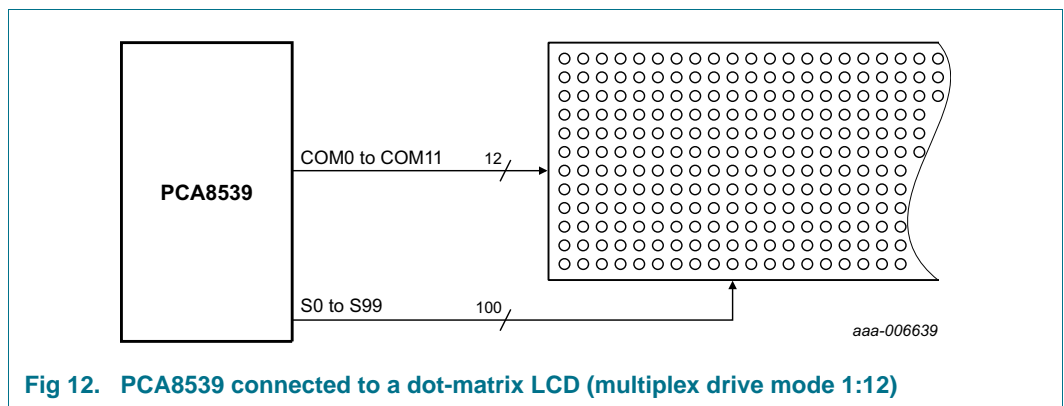 COM0 to COM11
12
PCA8539
S0 to S99
100
aaa-006639
Fig 12. PCA8539 connected to a dot-matrix LCD (multiplex drive mode 1:12)